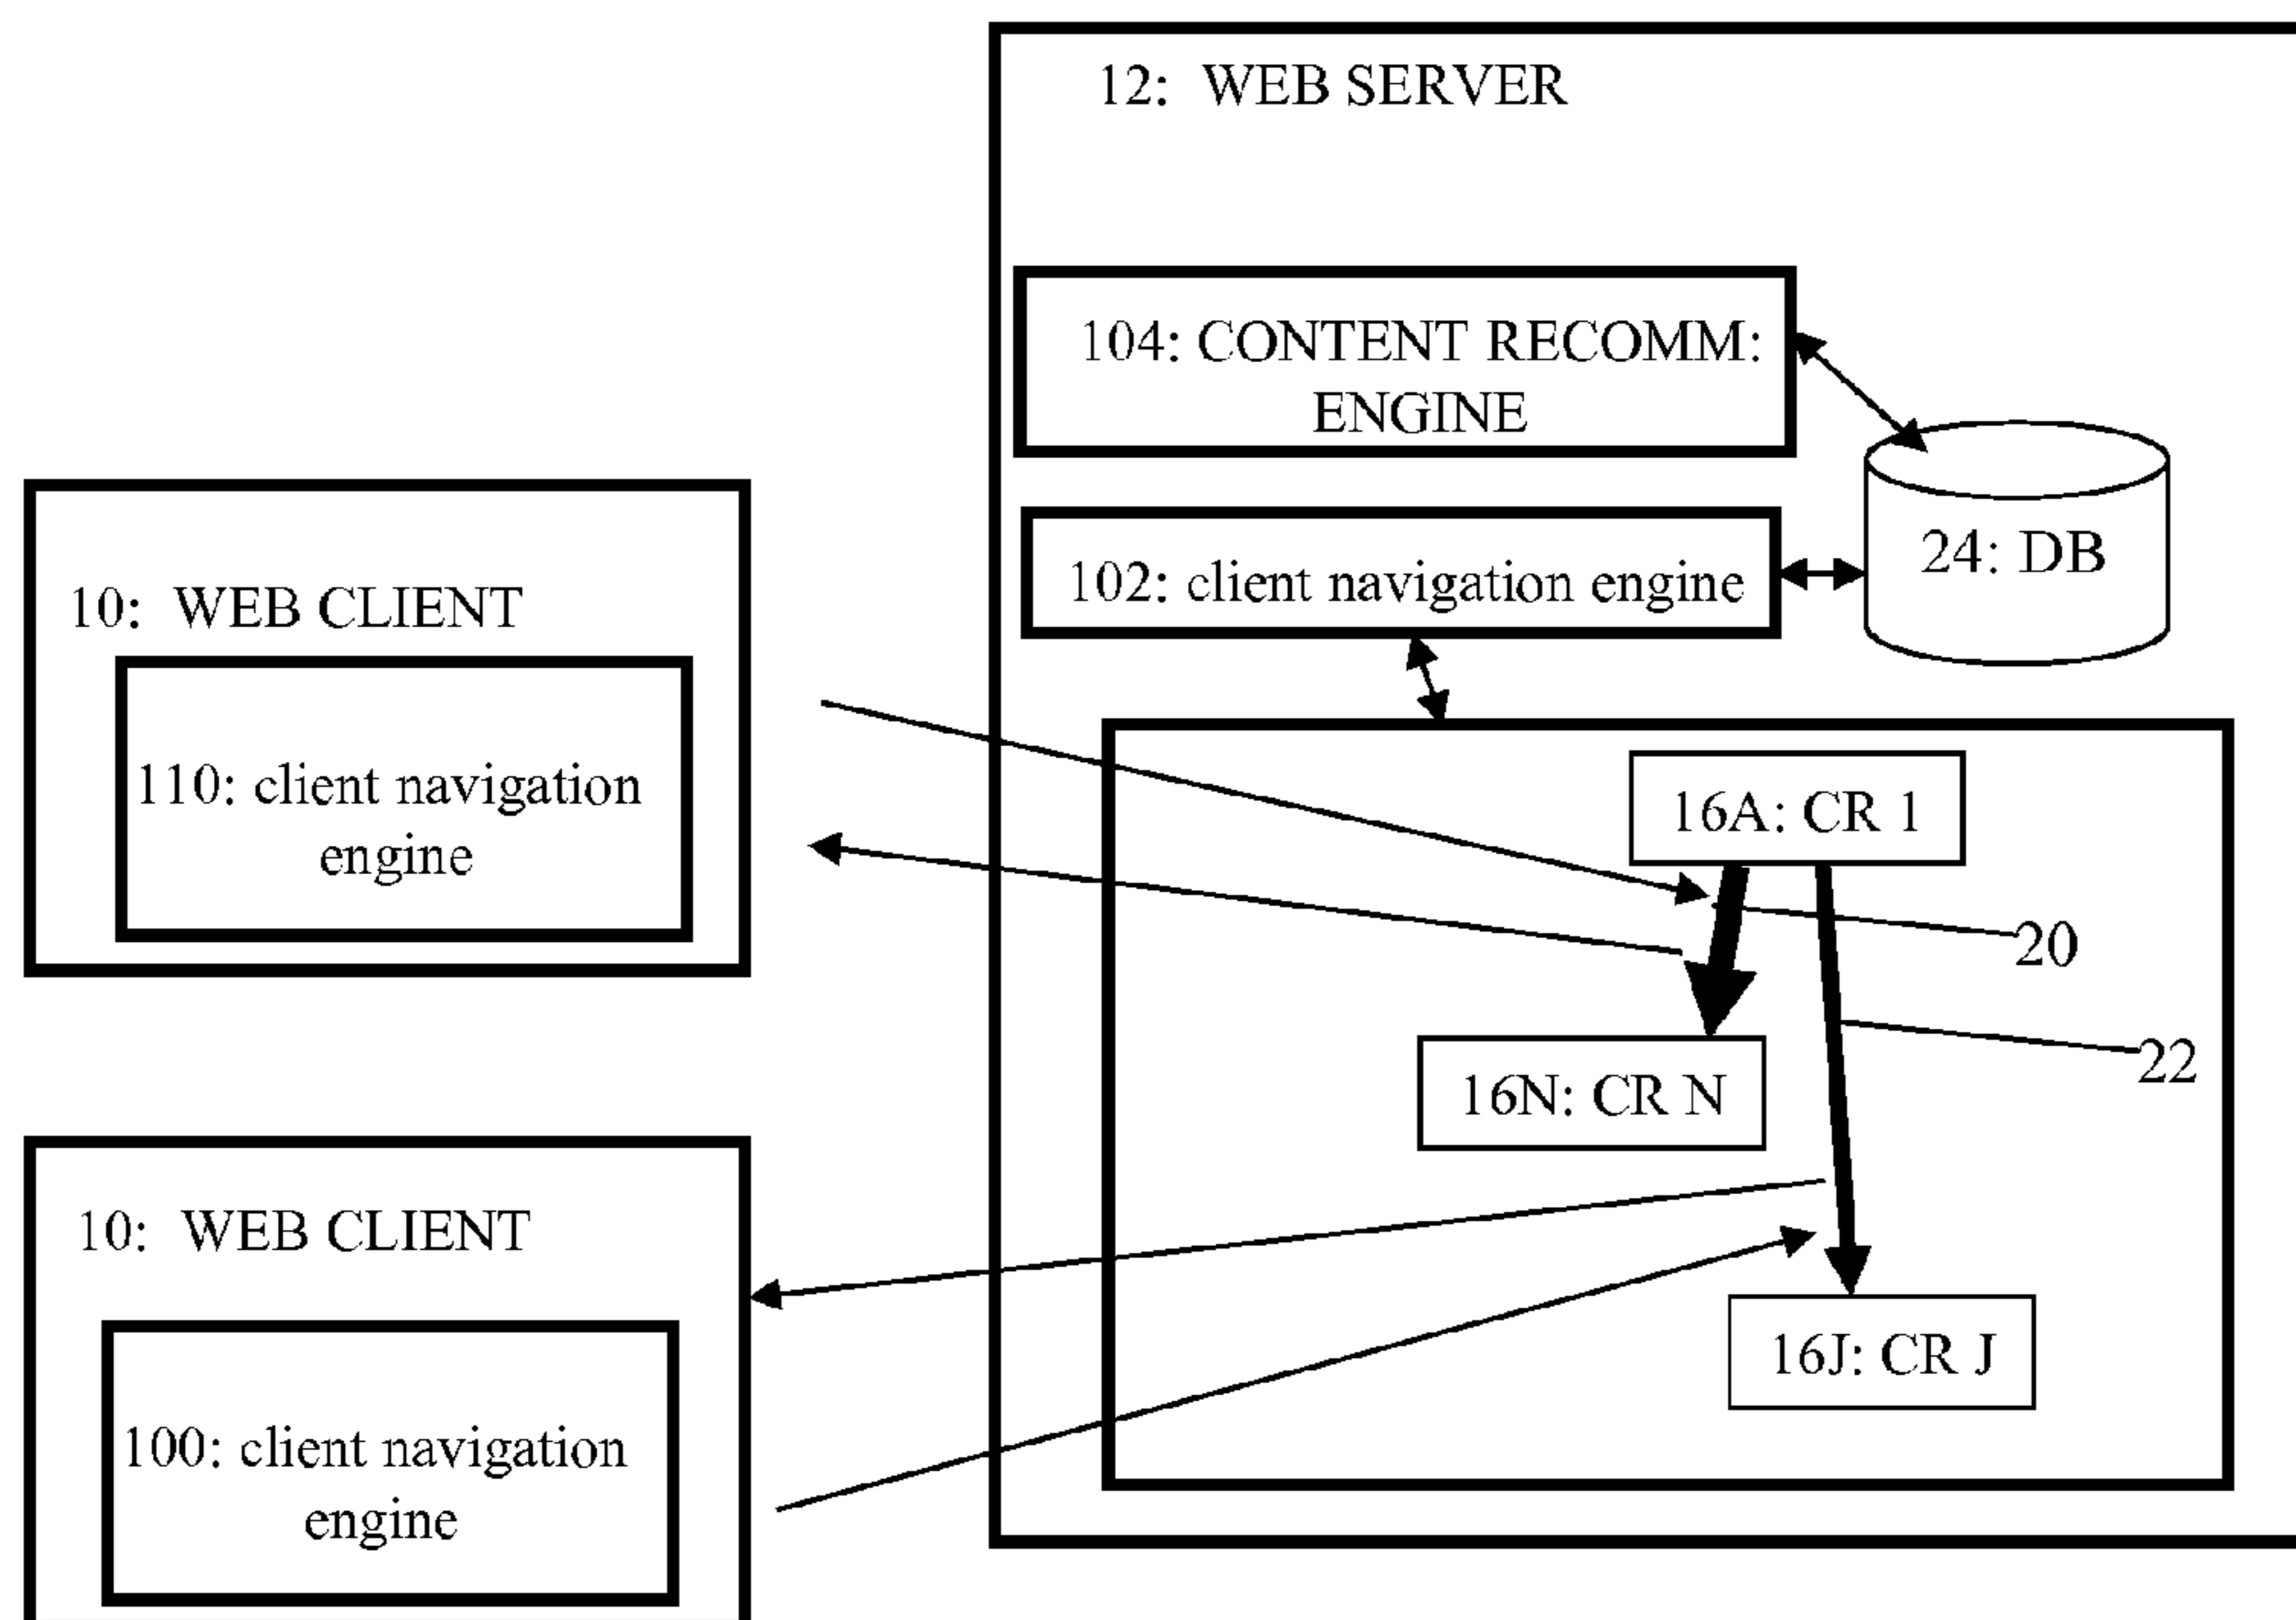 12: WEB SERVER
104: CONTENT RECOMM:
ENGINE
24: DB
102: client navigation engine
10: WEB CLIENT
110: client navigation
engine
16A: CR 1
20
22
16N: CR N
16J: CR J
10: WEB CLIENT
100: client navigation
engine